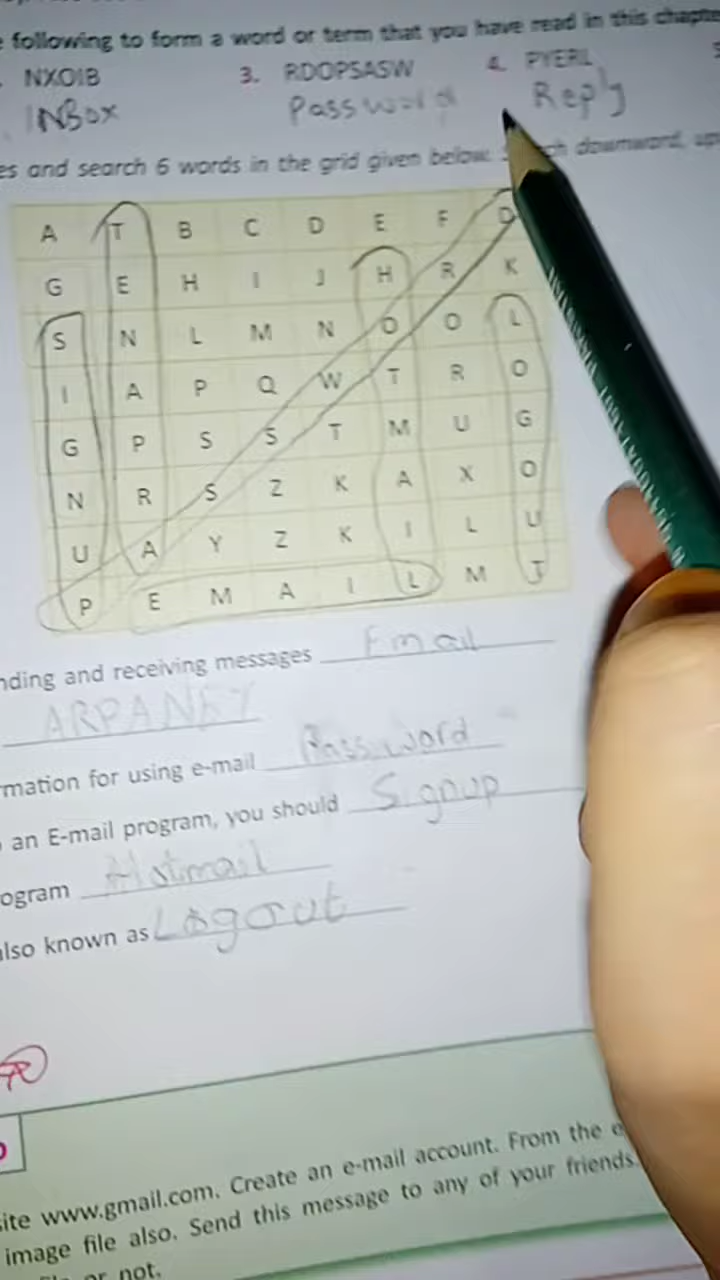 following to form a word or term that you have read in this chapte
NXOIB 3. RDOPSASW 4. PYERL
INBox Password Reply
es and search 6 words in the grid given below. downward, up
A T B C D E F D
G E H I J H R K
S N L M N O O L
I A P Q W T R O
G P S S T M U G
N R S Z K A X O
U A Y Z K I L U
P E M A I L M T
nding and receiving messages Email
ARPANET
rmation for using e-mail Password
an E-mail program, you should Signup
ogram Hotmail
also known as Logout
site www.gmail.com. Create an e-mail account. From the
image file also. Send this message to any of your friends.
or not.